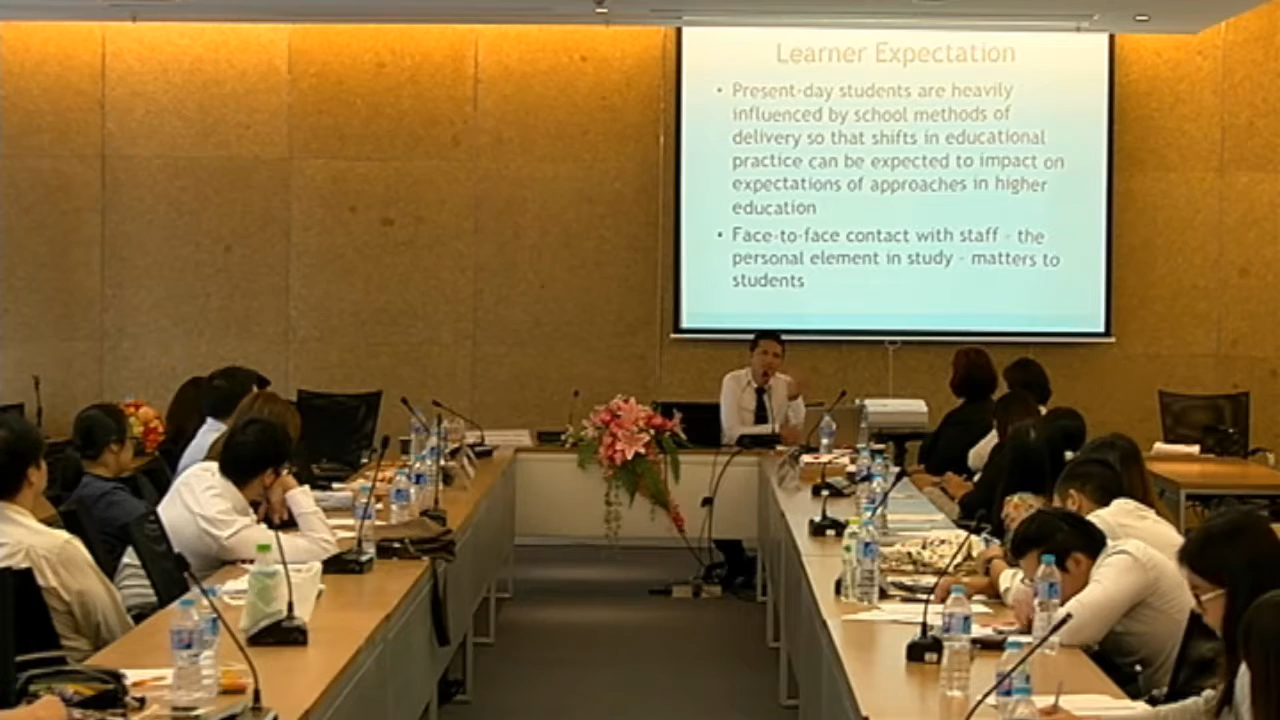 Learner Expectation
• Present-day students are heavily
influenced by school methods of
delivery so that shifts in educational
practice can be expected to impact on
expectations of approaches in higher
education
• Face-to-face contact with staff - the
personal element in study - matters to
students